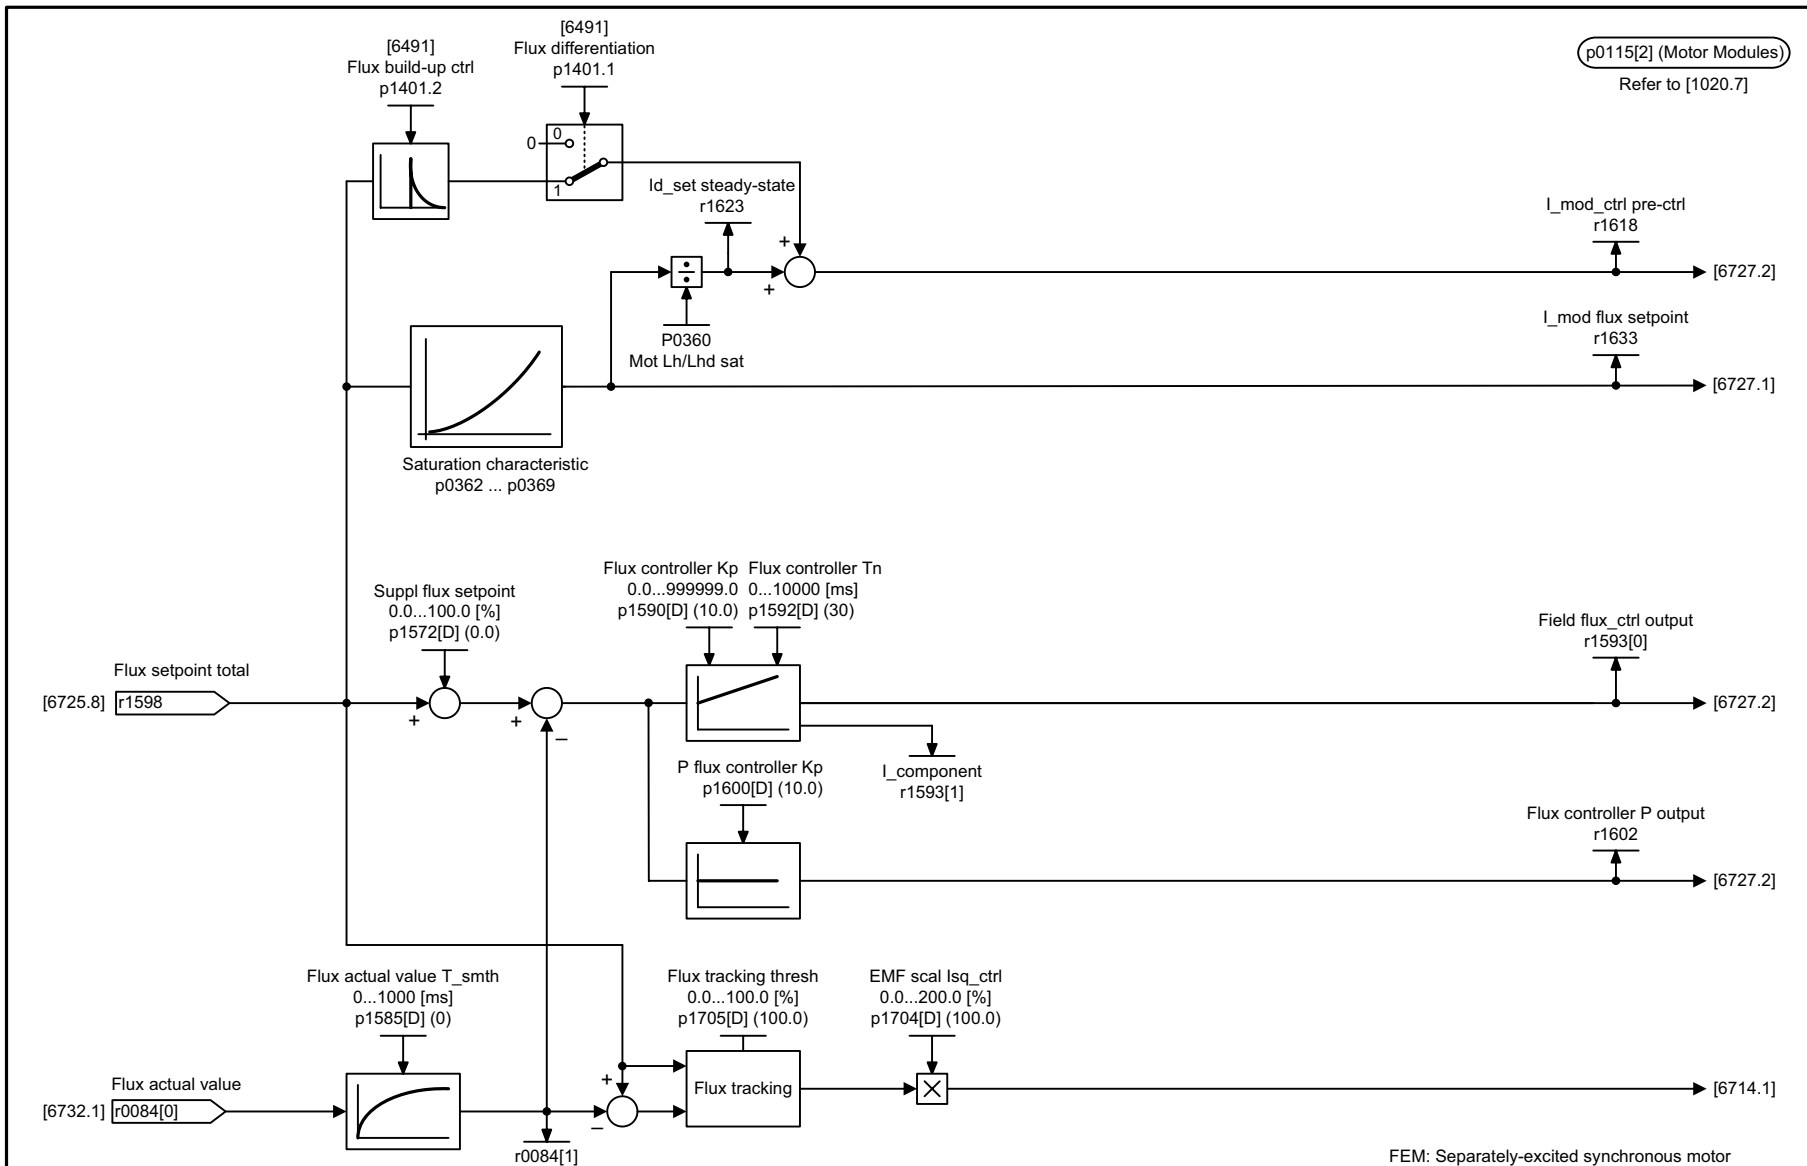 [6491]
Flux build-up ctrl
p1401.2
[6491]
Flux differentiation
p1401.1
p0115[2] (Motor Modules)
Refer to [1020.7]
0
0
1
Id_set steady-state
r1623
+
+
P0360
Mot Lh/Lhd sat
I_mod_ctrl pre-ctrl
r1618
[6727.2]
I_mod flux setpoint
r1633
[6727.1]
Saturation characteristic
p0362 ... p0369
Suppl flux setpoint
0.0...100.0 [%]
p1572[D] (0.0)
Flux controller Kp
0.0...999999.0
p1590[D] (10.0)
Flux controller Tn
0...10000 [ms]
p1592[D] (30)
Field flux_ctrl output
r1593[0]
Flux setpoint total
[6725.8]
r1598
+
+
–
[6727.2]
I_component
r1593[1]
P flux controller Kp
p1600[D] (10.0)
Flux controller P output
r1602
[6727.2]
Flux actual value T_smth
0...1000 [ms]
p1585[D] (0)
Flux tracking thresh
0.0...100.0 [%]
p1705[D] (100.0)
EMF scal Isq_ctrl
0.0...200.0 [%]
p1704[D] (100.0)
Flux actual value
[6732.1]
r0084[0]
+
–
Flux tracking
[6714.1]
r0084[1]
FEM: Separately-excited synchronous motor